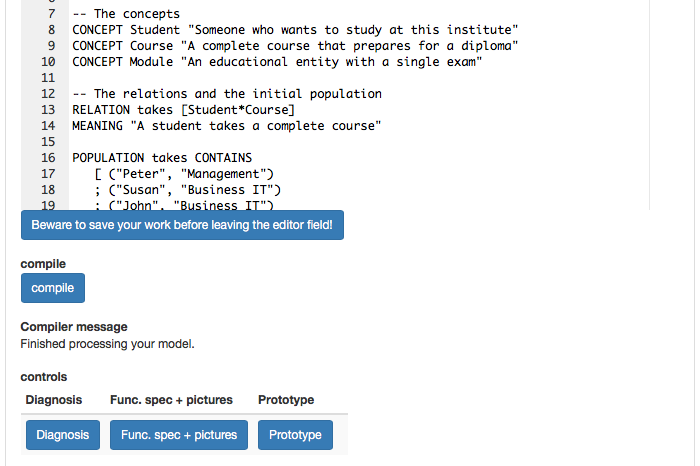 7 -- The concepts
8 CONCEPT Student "Someone who wants to study at this institute"
9 CONCEPT Course "A complete course that prepares for a diploma"
10 CONCEPT Module "An educational entity with a single exam"
11
12 -- The relations and the initial population
13 RELATION takes [Student*Course]
14 MEANING "A student takes a complete course"
15
16 POPULATION takes CONTAINS
17 [ ("Peter", "Management")
18 ; ("Susan", "Business IT")
19 ; ("John", "Business IT")
Beware to save your work before leaving the editor field!
compile
compile
Compiler message
Finished processing your model.
controls
Diagnosis Func. spec + pictures Prototype
Diagnosis Func. spec + pictures Prototype